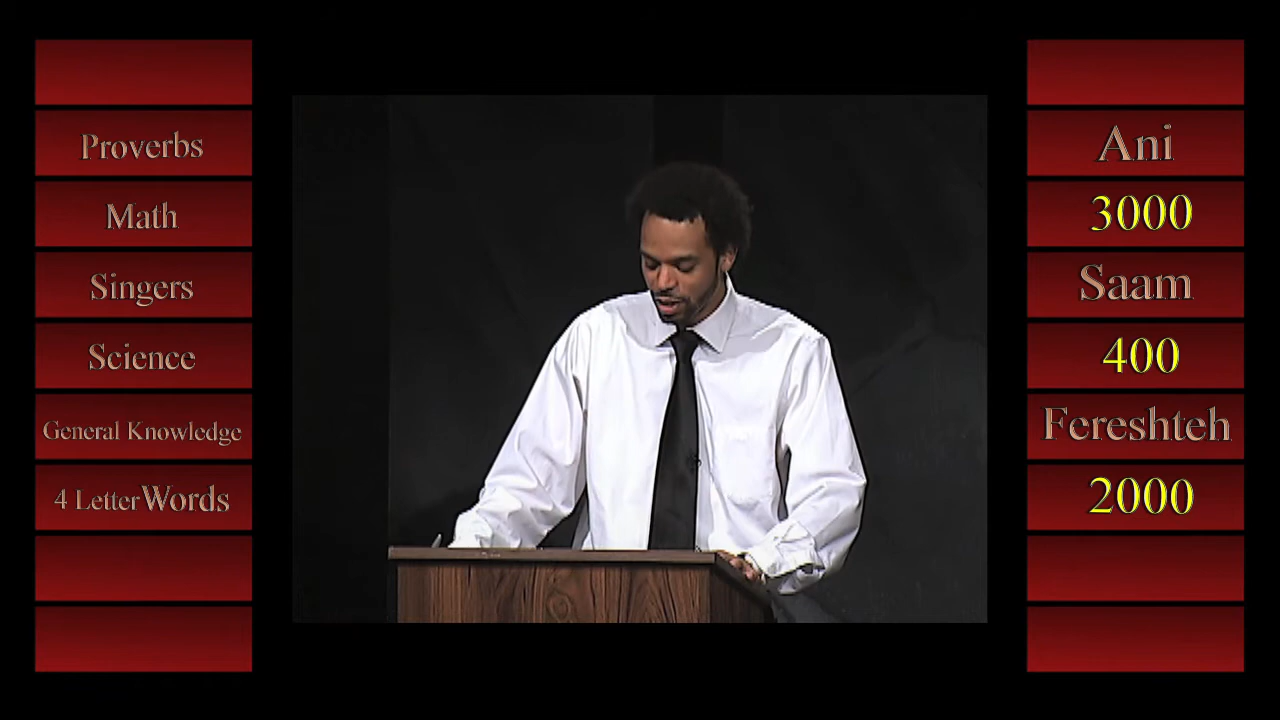 Proverbs
Math
Singers
Science
General Knowledge
4 Letter Words
Ani
3000
Saam
400
Fereshteh
2000